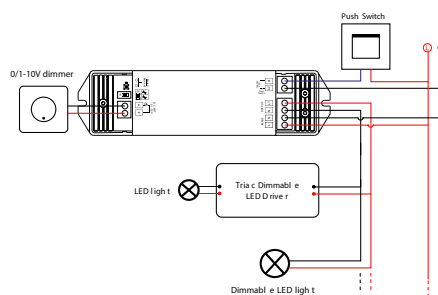 Push Switch
L
0/1-10V dimmer
Triac Dimmable
LED Driver
LED light
Dimmable LED light